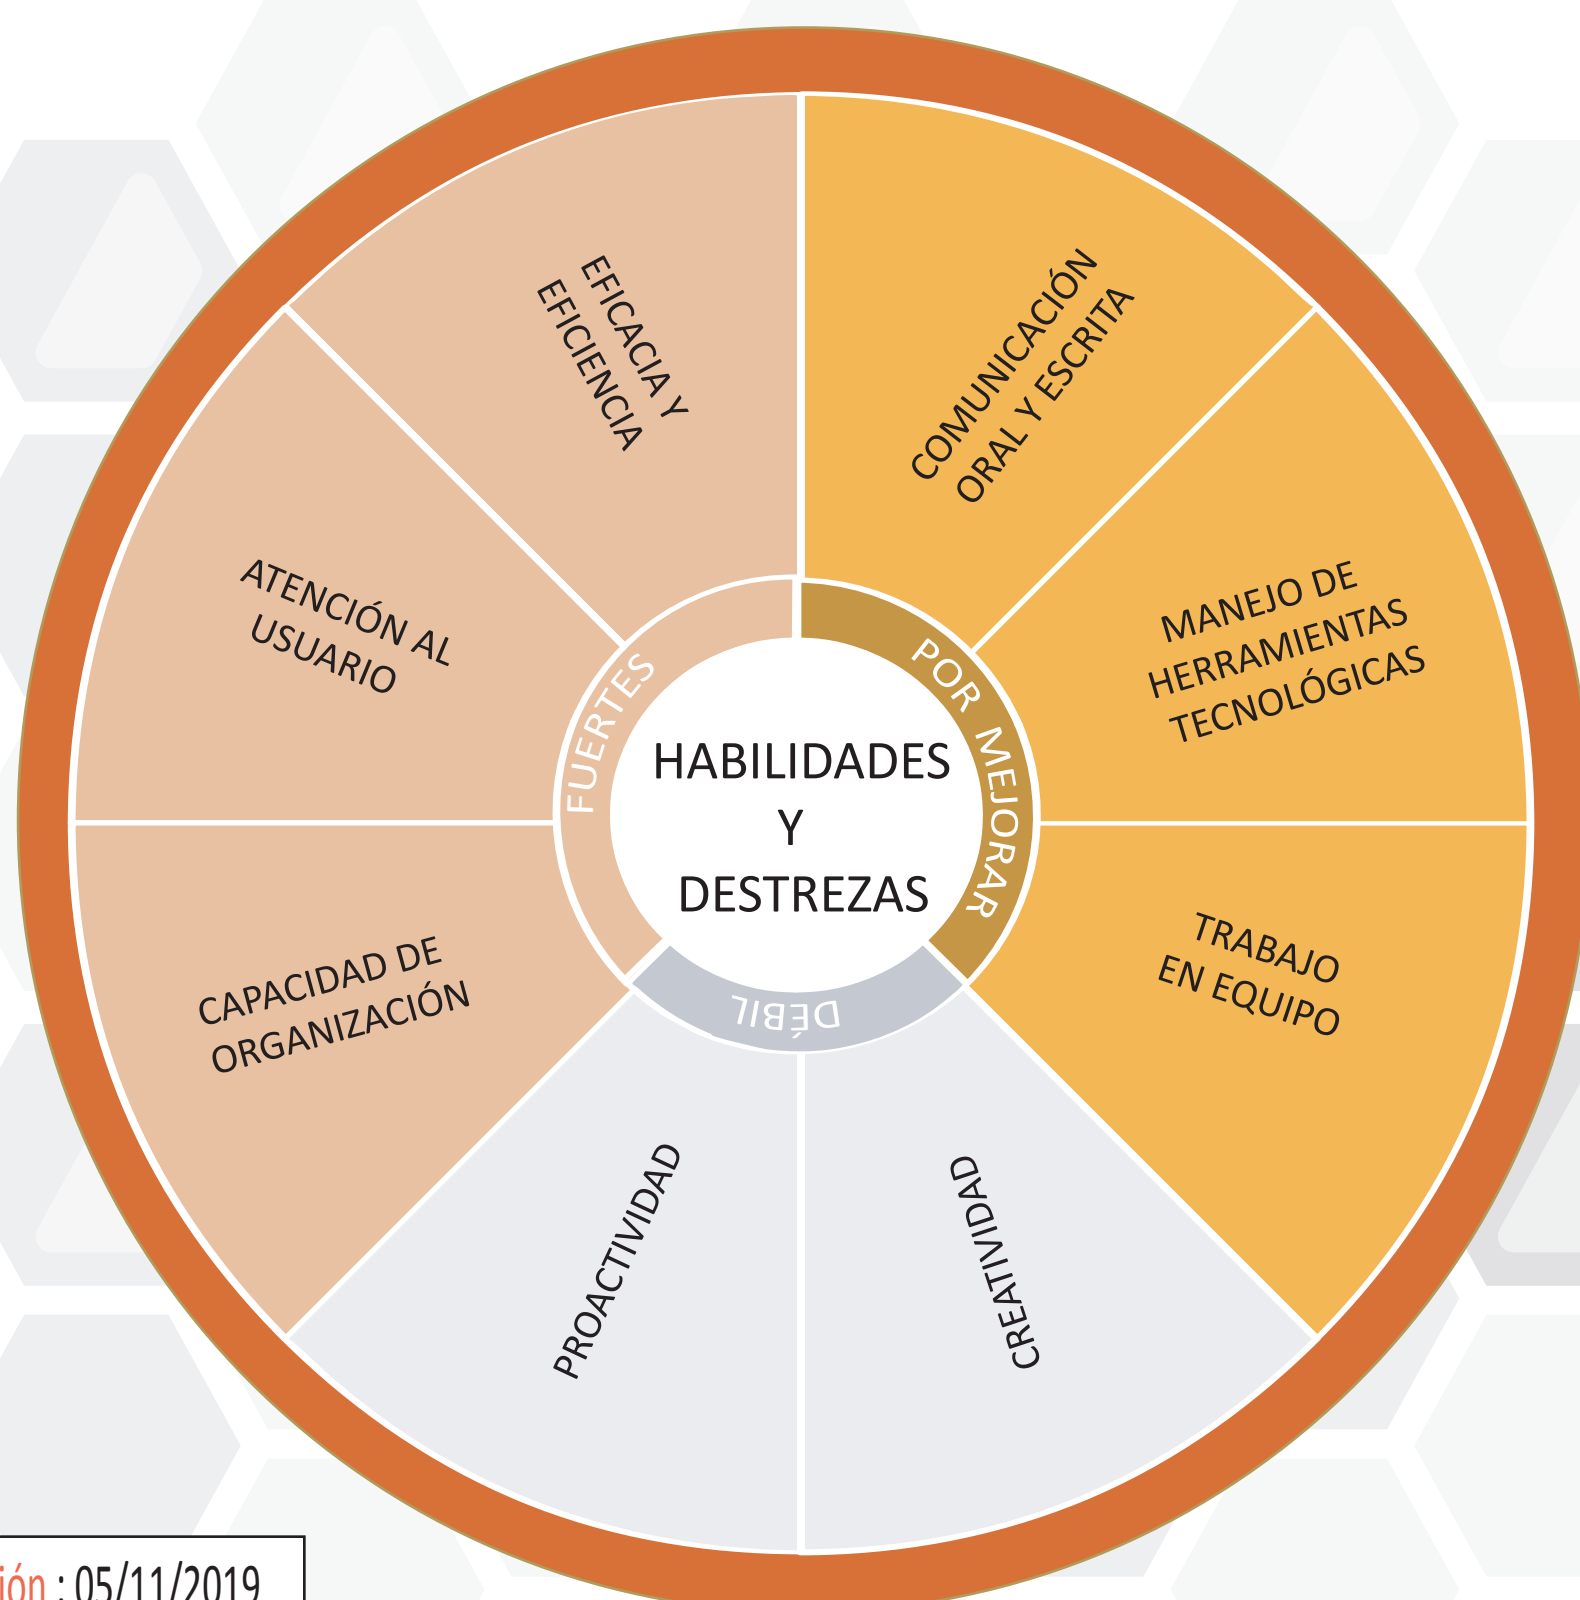 EFICACIA Y
EFICIENCIA
COMUNICACIÓN
ORAL Y ESCRITA
ATENCIÓN AL
USUARIO
MANEJO DE
HERRAMIENTAS
TECNOLÓGICAS
FUERTES
POR MEJORAR
HABILIDADES
Y
DESTREZAS
DÉBIL
CAPACIDAD DE
ORGANIZACIÓN
TRABAJO
EN EQUIPO
PROACTIVIDAD
CREATIVIDAD
ión : 05/11/2019